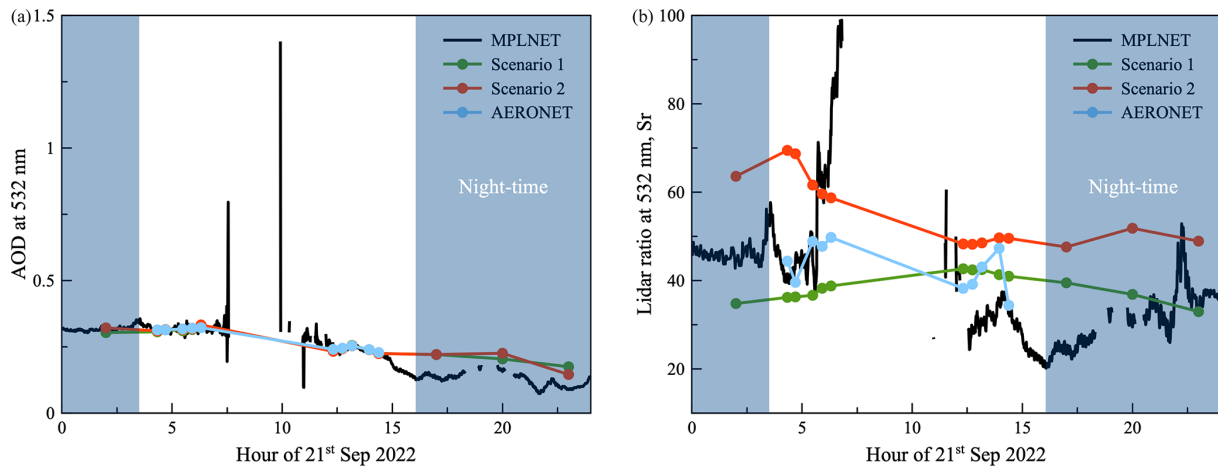 (a)
1.5
1
0.5
0
AOD at 532 nm
MPLNET
Scenario 1
Scenario 2
AERONET
Night-time
0 5 10 15 20
Hour of 21st Sep 2022
(b)
100
80
60
40
20
Lidar ratio at 532 nm, Sr
MPLNET
Scenario 1
Scenario 2
AERONET
Night-time
0 5 10 15 20
Hour of 21st Sep 2022